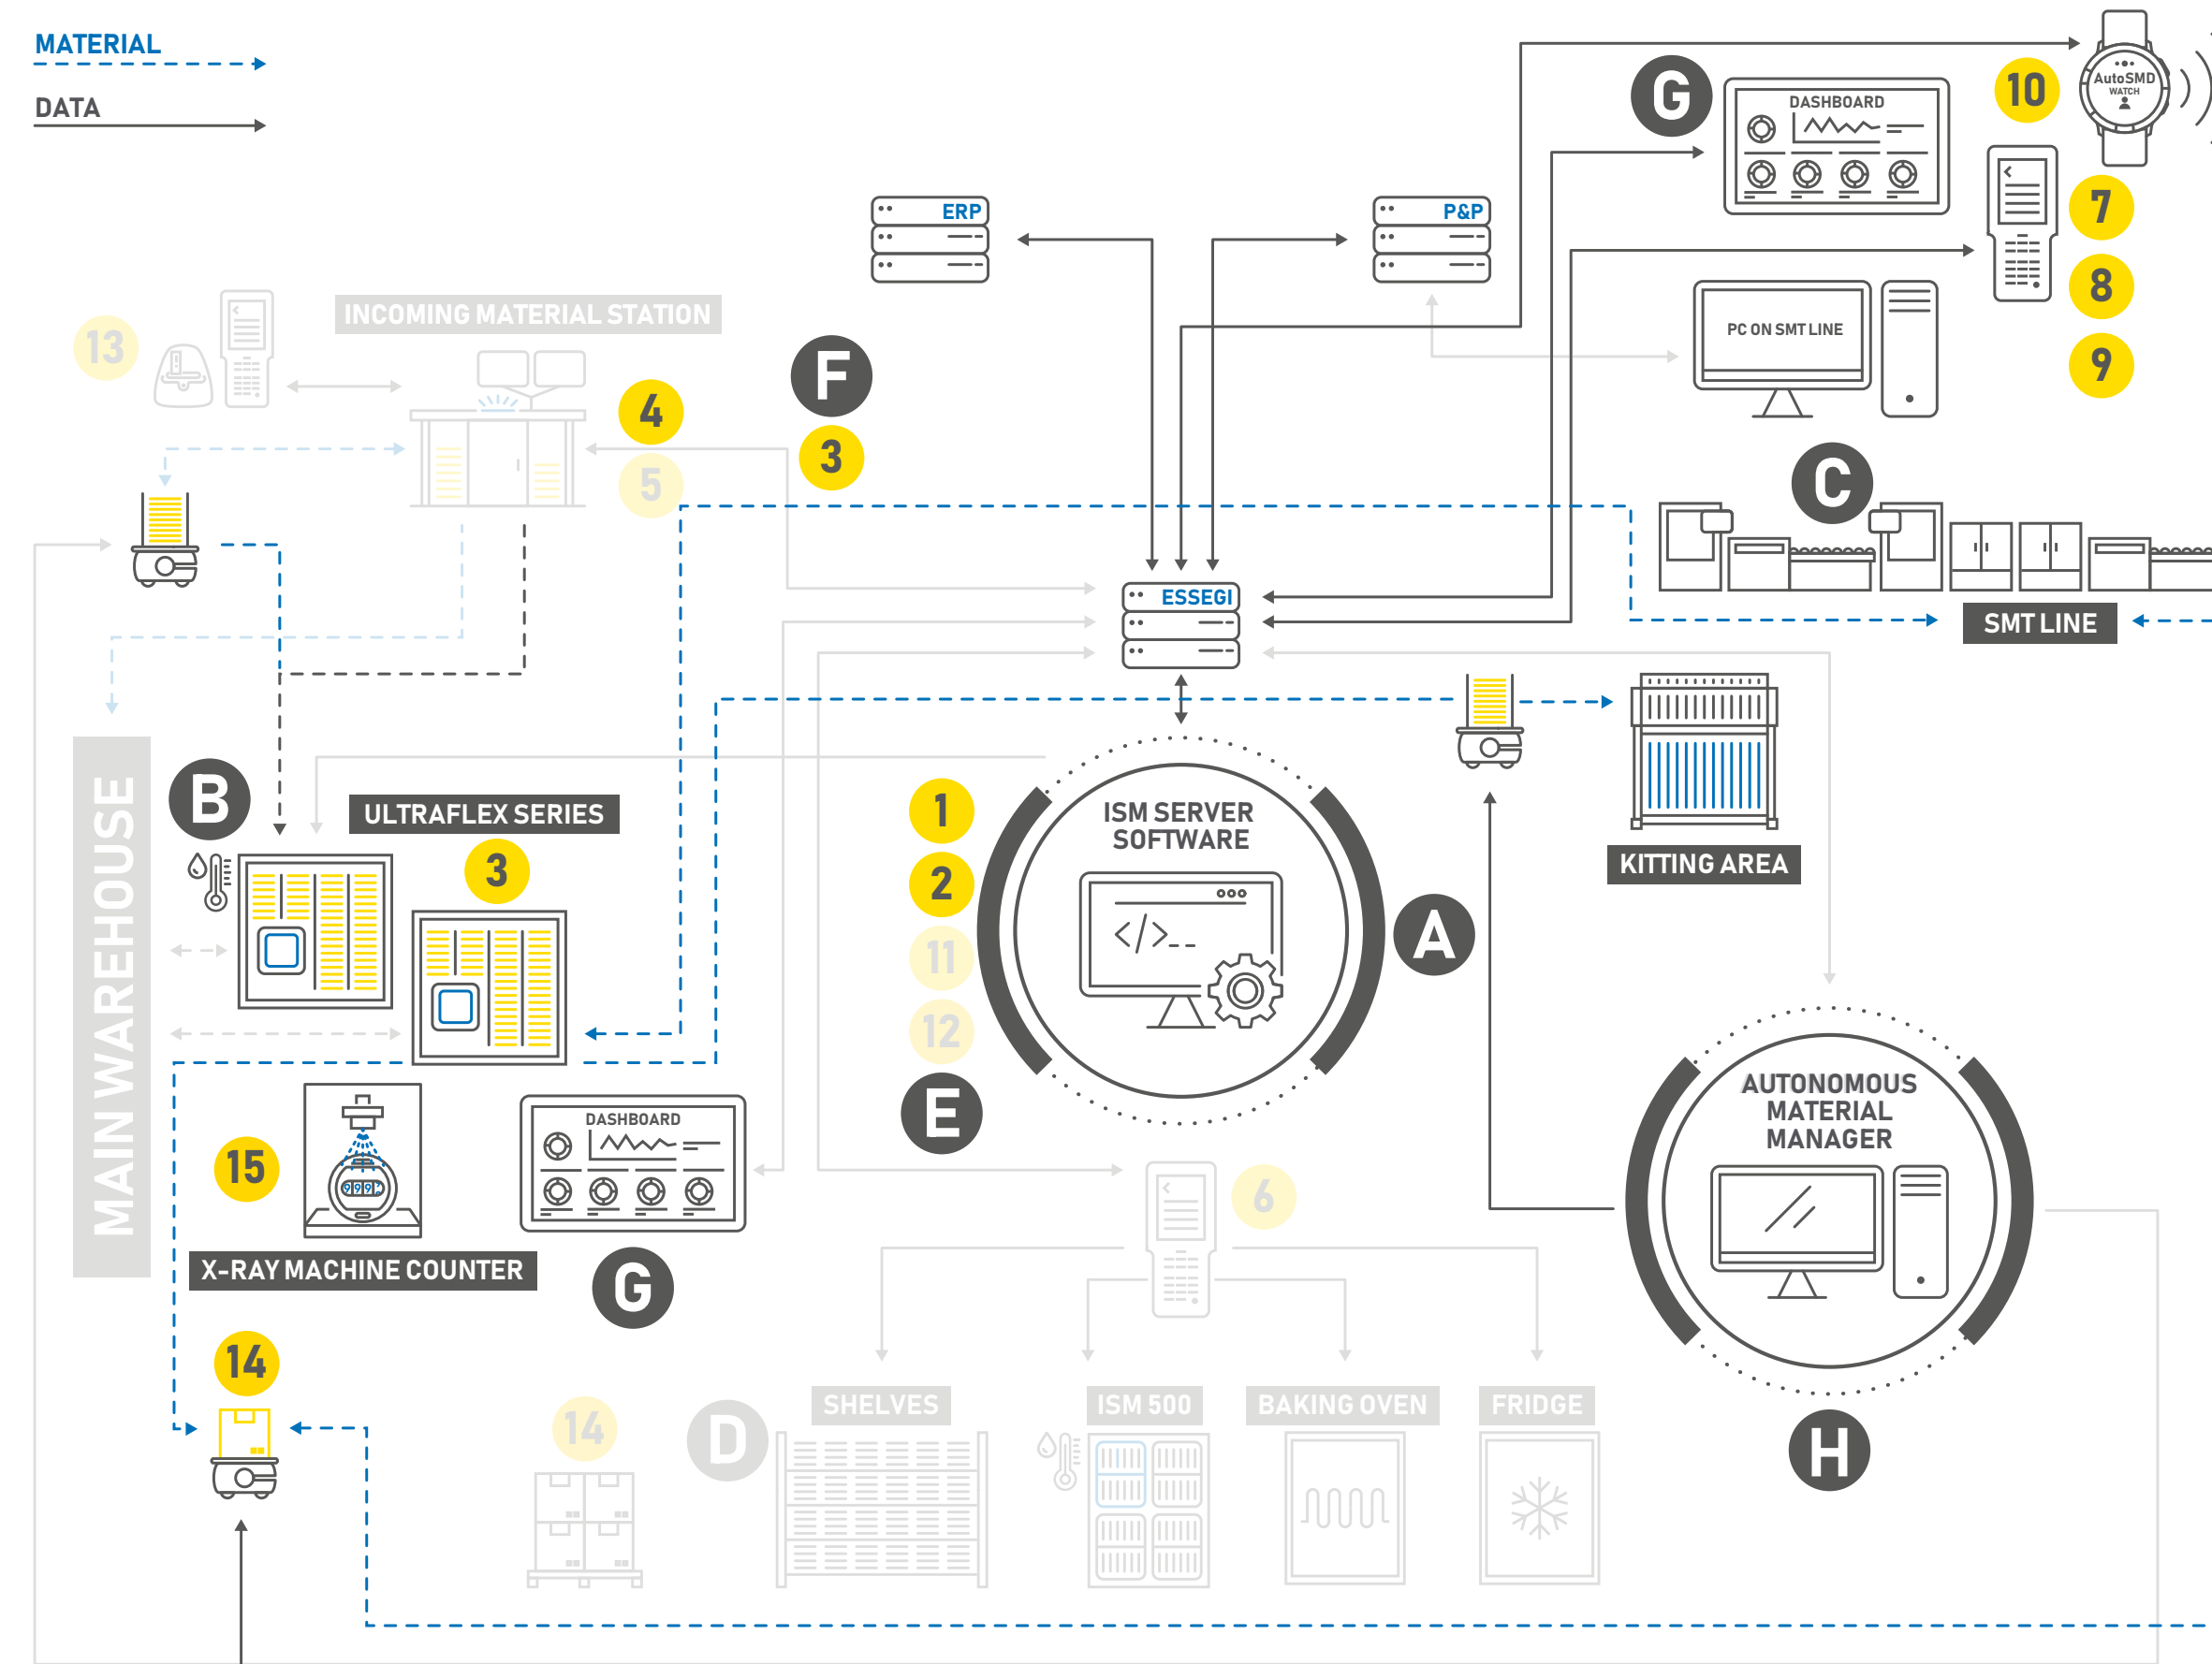 MATERIAL
DATA
G
DASHBOARD
10
AutoSMD
WATCH
ERP
P&P
7
8
9
PC ON SMT LINE
13
INCOMING MATERIAL STATION
F
4
3
5
C
ESSEGI
SMT LINE
MAIN WAREHOUSE
B
ULTRAFLEX SERIES
3
1
2
11
12
E
ISM SERVER
SOFTWARE
</>_ _
A
KITTING AREA
AUTONOMOUS
MATERIAL
MANAGER
H
15
999
X-RAY MACHINE COUNTER
DASHBOARD
G
6
14
14
D
SHELVES
ISM 500
BAKING OVEN
FRIDGE